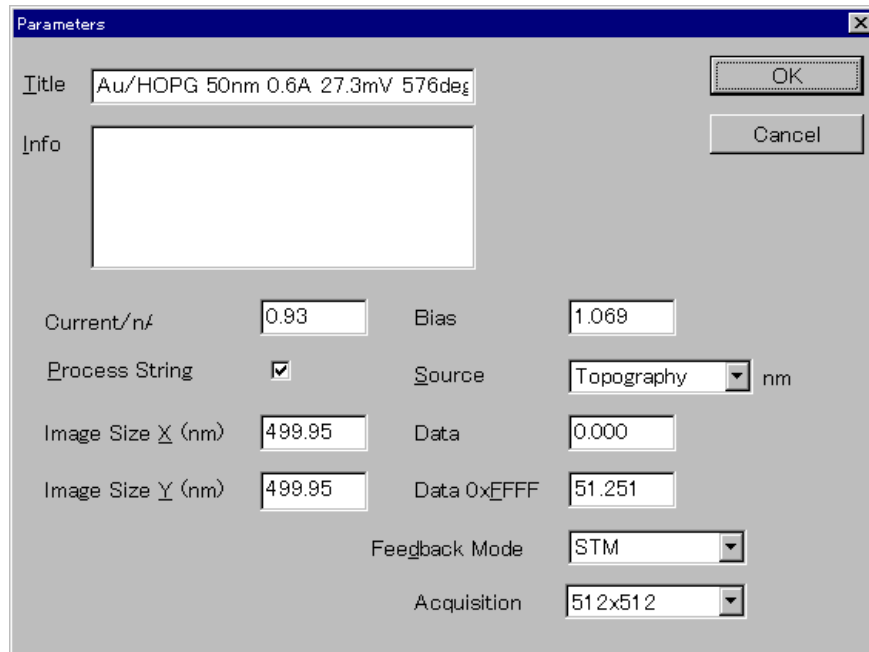 Parameters
Title
Au/HOPG 50nm 0.6A 27.3mV 576deg
OK
Info
Cancel
Current/nA
0.93
Bias
1.069
Process String
Source
Topography
nm
Image Size X (nm)
499.95
Data
0.000
Image Size Y (nm)
499.95
Data 0xFFFF
51.251
Feedback Mode
STM
Acquisition
512x512